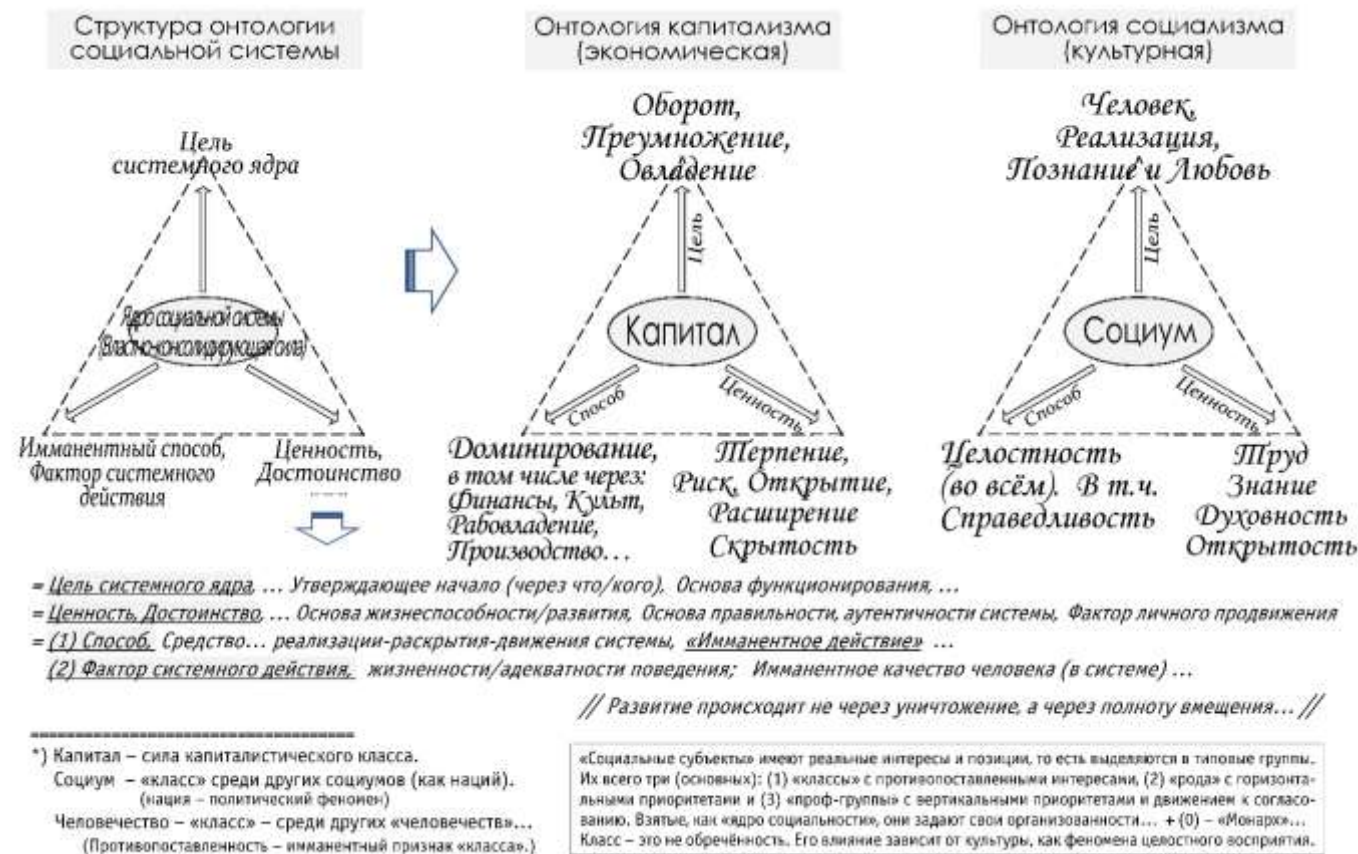 Структура онтологии
социальной системы
Цель
системного ядра
Ядро социальной системы
(Властно-консолидирующая сила)
Имманентный способ,
Фактор системного
действия
Ценность,
Достоинство
Онтология капитализма
(экономическая)
Оборот,
Преумножение,
Овладение
Цель
Капитал
Способ
Ценность
Доминирование,
в том числе через:
Финансы, Культ,
Рабовладение,
Производство...
Терпение,
Риск, Открытие,
Расширение
Скрытость
Онтология социализма
(культурная)
Человек,
Реализация,
Познание и Любовь
Цель
Социум
Способ
Ценность
Целостность
(во всём). В т.ч.
Справедливость
Труд
Знание
Духовность
Открытость
= Цель системного ядра, ... Утверждающее начало (через что/кого), Основа функционирования, ...
= Ценность, Достоинство, ... Основа жизнеспособности/развития, Основа правильности, аутентичности системы, Фактор личного продвижения
= (1) Способ, Средство... реализации-раскрытия-движения системы, «Имманентное действие» ...
(2) Фактор системного действия, жизненности/адекватности поведения; Имманентное качество человека (в системе) ...
// Развитие происходит не через уничтожение, а через полноту вмещения... //
*) Капитал – сила капиталистического класса.
Социум – «класс» среди других социумов (как наций).
(нация – политический феномен)
Человечество – «класс» – среди других «человечеств»...
(Противопоставленность – имманентный признак «класса».)
«Социальные субъекты» имеют реальные интересы и позиции, то есть выделяются в типовые группы.
Их всего три (основных): (1) «классы» с противопоставленными интересами, (2) «рода» с горизонта-
льными приоритетами и (3) «проф-группы» с вертикальными приоритетами и движением к согласо-
ванию. Взятые, как «ядро социальности», они задают свои организованности... + (0) – «Монарх»...
Класс – это не обречённость. Его влияние зависит от культуры, как феномена целостного восприятия.